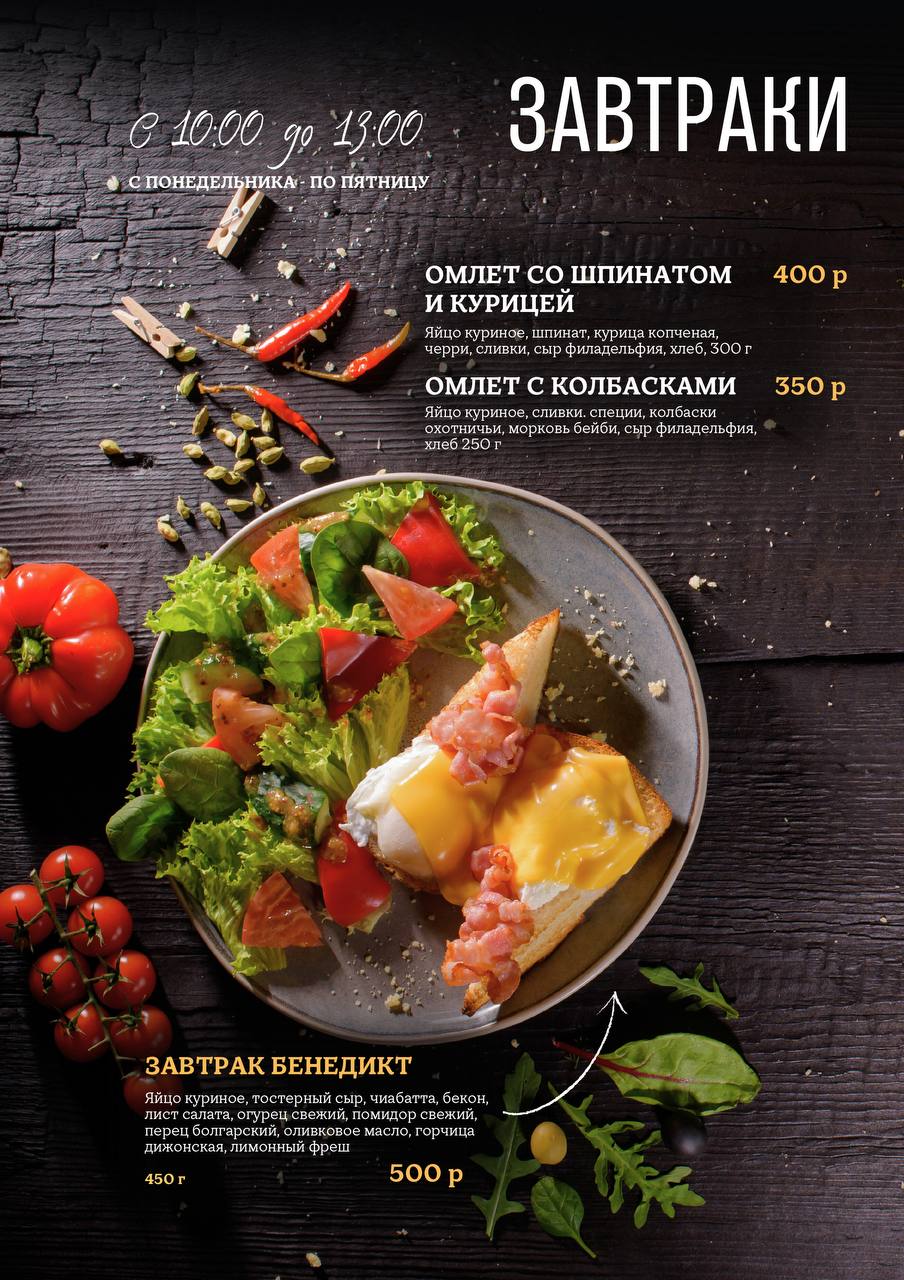 ЗАВТРАКИ
С 10:00 до 13:00
С ПОНЕДЕЛЬНИКА - ПО ПЯТНИЦУ
ОМЛЕТ СО ШПИНАТОМ 400 р
И КУРИЦЕЙ
Яйцо куриное, шпинат, курица копченая,
черри, сливки, сыр филадельфия, хлеб, 300 г
ОМЛЕТ С КОЛБАСКАМИ 350 р
Яйцо куриное, сливки. специи, колбаски
охотничьи, морковь бейби, сыр филадельфия,
хлеб 250 г
ЗАВТРАК БЕНЕДИКТ
Яйцо куриное, тостерный сыр, чиабатта, бекон,
лист салата, огурец свежий, помидор свежий,
перец болгарский, оливковое масло, горчица
дижонская, лимонный фреш
450 г 500 р